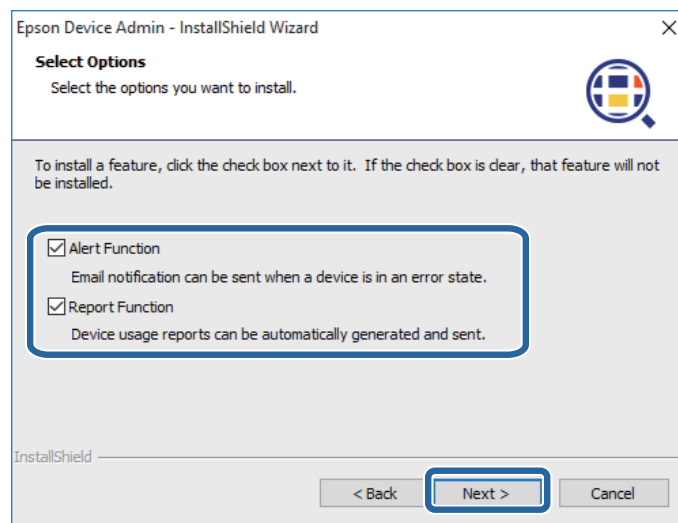 Epson Device Admin - InstallShield Wizard
Select Options
Select the options you want to install.
To install a feature, click the check box next to it. If the check box is clear, that feature will not
be installed.
Alert Function
Email notification can be sent when a device is in an error state.
Report Function
Device usage reports can be automatically generated and sent.
InstallShield
< Back
Next >
Cancel